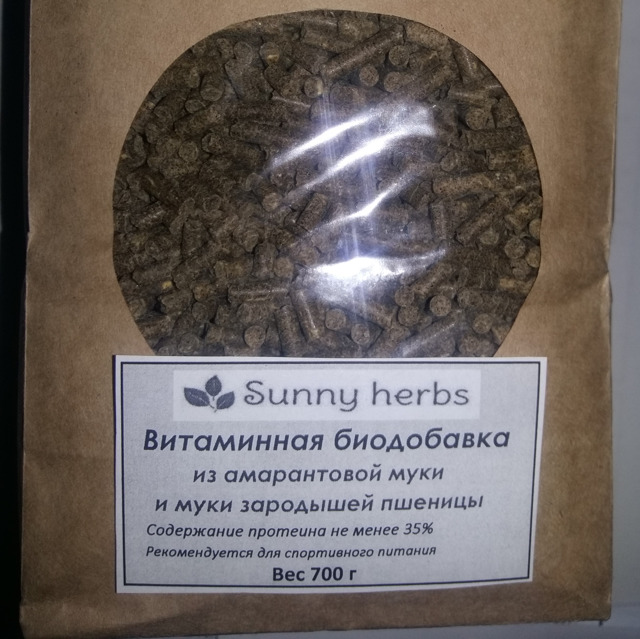 Sunny herbs
Витаминная биодобавка
из амарантовой муки
и муки зародышей пшеницы
Содержание протеина не менее 35%
Рекомендуется для спортивного питания
Вес 700 г